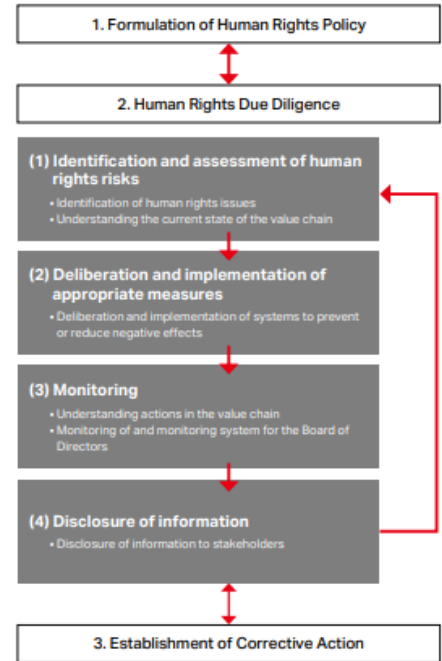 1. Formulation of Human Rights Policy
2. Human Rights Due Diligence
(1) Identification and assessment of human
rights risks
• Identification of human rights issues
• Understanding the current state of the value chain
(2) Deliberation and implementation of
appropriate measures
• Deliberation and implementation of systems to prevent
or reduce negative effects
(3) Monitoring
• Understanding actions in the value chain
• Monitoring of and monitoring system for the Board of
Directors
(4) Disclosure of information
• Disclosure of information to stakeholders
3. Establishment of Corrective Action